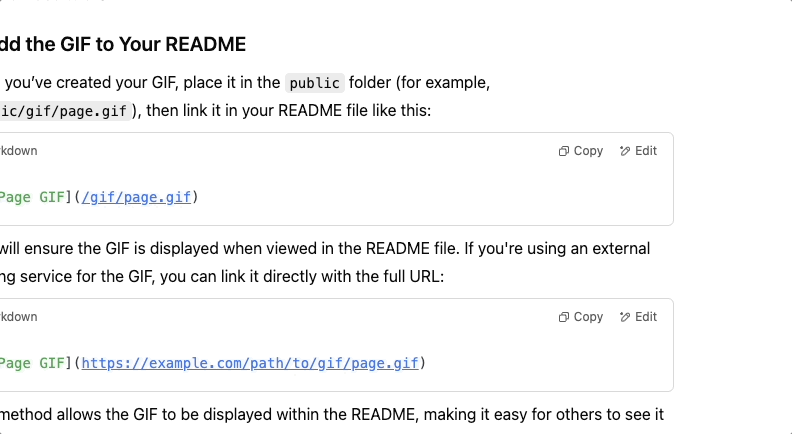 dd the GIF to Your README
you've created your GIF, place it in the public folder (for example,
ic/gif/page.gif), then link it in your README file like this:
kdown
Copy Edit
Page GIF](/gif/page.gif)
will ensure the GIF is displayed when viewed in the README file. If you're using an external
ng service for the GIF, you can link it directly with the full URL:
kdown
Copy Edit
Page GIF](https://example.com/path/to/gif/page.gif)
method allows the GIF to be displayed within the README, making it easy for others to see it